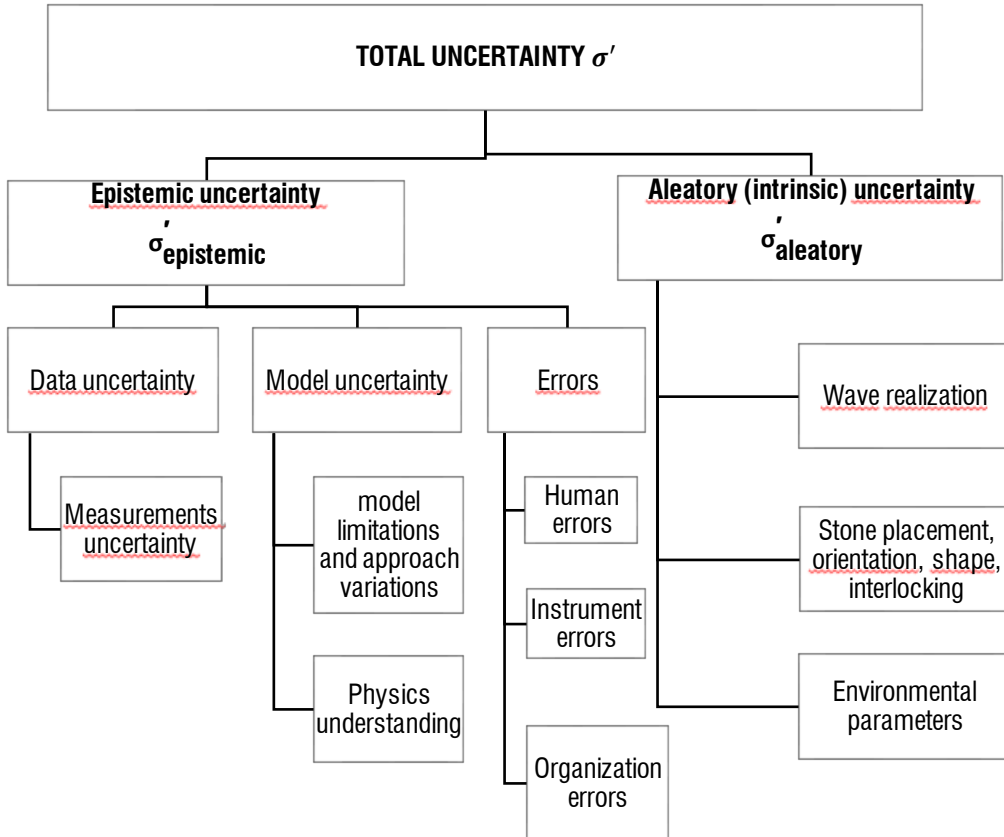 TOTAL UNCERTAINTY σ′
Epistemic uncertainty
σ′epistemic
Aleatory (intrinsic) uncertainty
σ′aleatory
Data uncertainty
Model uncertainty
Errors
Measurements
uncertainty
model
limitations
and approach
variations
Physics
understanding
Human
errors
Instrument
errors
Organization
errors
Wave realization
Stone placement,
orientation, shape,
interlocking
Environmental
parameters